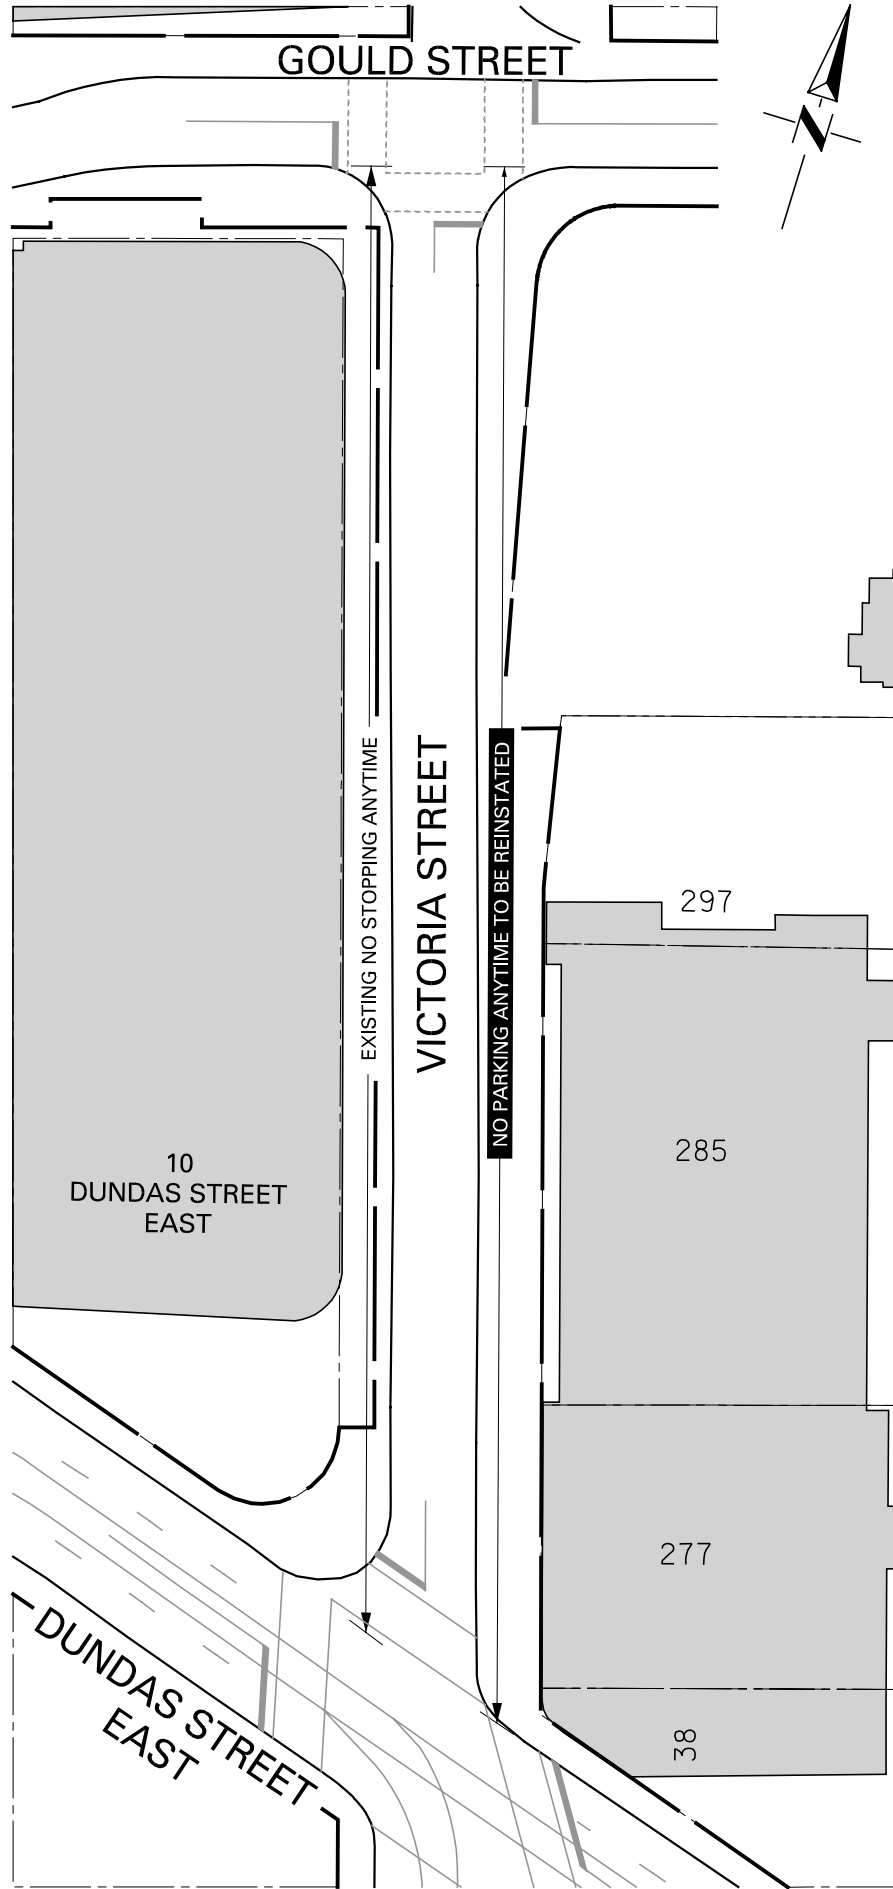 GOULD STREET
N
EXISTING NO STOPPING ANYTIME
VICTORIA STREET
NO PARKING ANYTIME TO BE REINSTATED
297
285
10
DUNDAS STREET
EAST
277
38
DUNDAS STREET
EAST